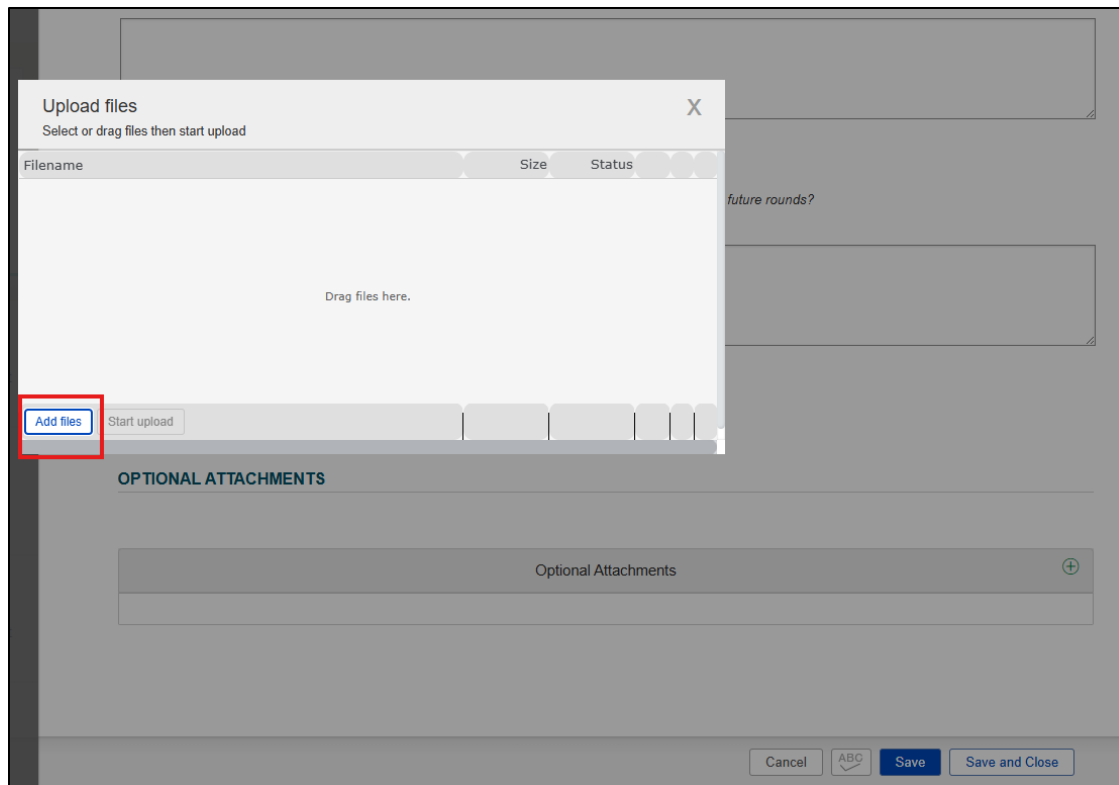 Upload files
X
Select or drag files then start upload
Filename Size Status
future rounds?
Drag files here.
Add files Start upload
OPTIONAL ATTACHMENTS
Optional Attachments
Cancel ABC Save Save and Close